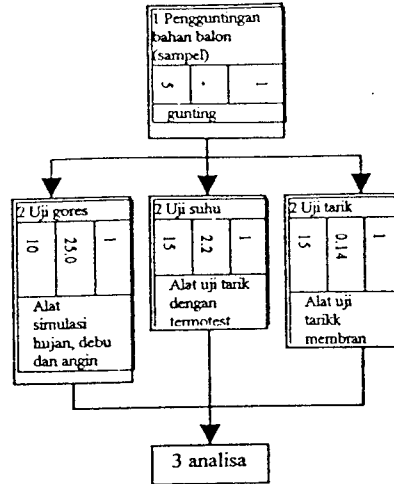 1 Pengguntingan
bahan balon
(sampel)
5 * 1
gunting
2 Uji gores
10 25.0 1
Alat
simulasi
hujan, debu
dan angin
2 Uji suhu
15 2.2 1
Alat uji tarik
dengan
termotest
2 Uji tarik
15 0.14 1
Alat uji
tarikk
membran
3 analisa